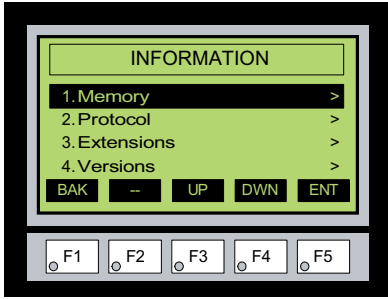 INFORMATION
1. Memory >
2. Protocol >
3. Extensions >
4. Versions >
BAK -- UP DWN ENT
F1 F2 F3 F4 F5